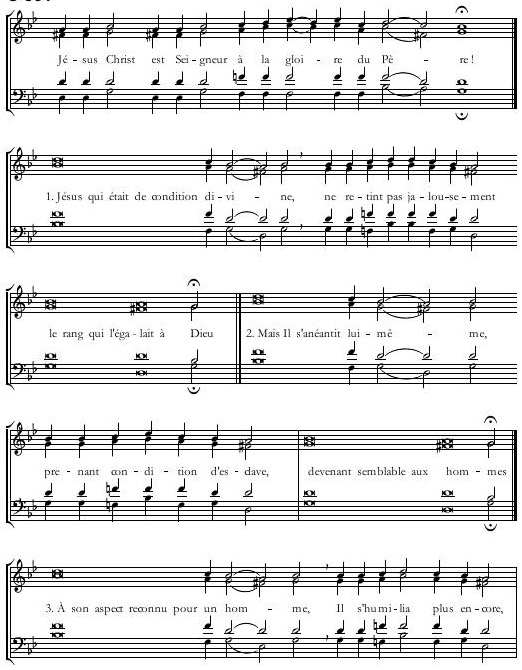 Jé - sus Christ est Sei - gneur à la gloi - re du Pè - re !
1. Jésus qui était de condition di - vi - ne, ne re - tint pas ja - lou - se - ment
le rang qui l'éga - lait à Dieu 2. Mais Il s'anéantit lui - mê - me,
pre - nant con - di - tion d'es - clave, devenant semblable aux hom - mes
3. À son aspect reconnu pour un hom - me, Il s'humi - lia plus en - core,